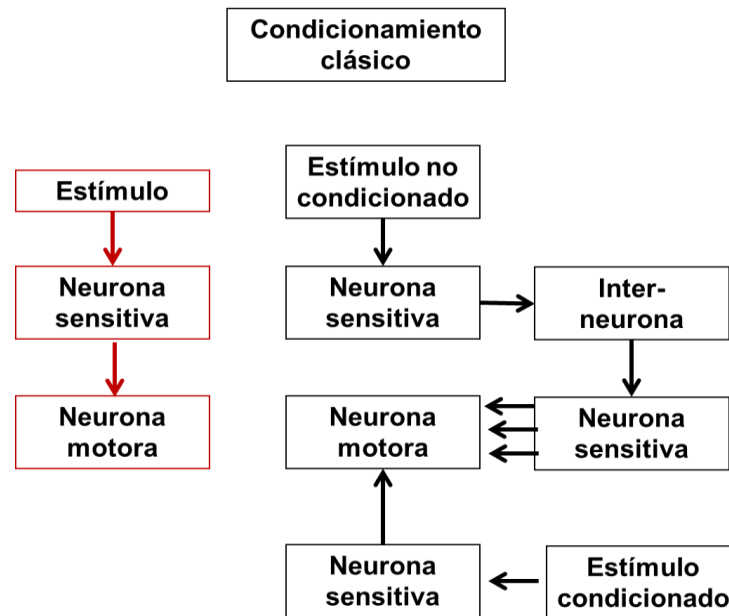 Condicionamiento
clásico
Estímulo
Neurona
sensitiva
Neurona
motora
Estímulo no
condicionado
Neurona
sensitiva
Inter-
neurona
Neurona
motora
Neurona
sensitiva
Neurona
sensitiva
Estímulo
condicionado